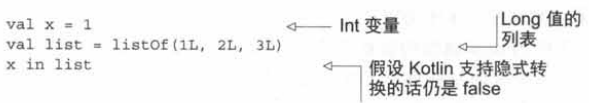 val x = 1
Int 变量
Long 值的
列表
val list = listOf(1L, 2L, 3L)
x in list
假设 Kotlin 支持隐式转
换的话仍是 false